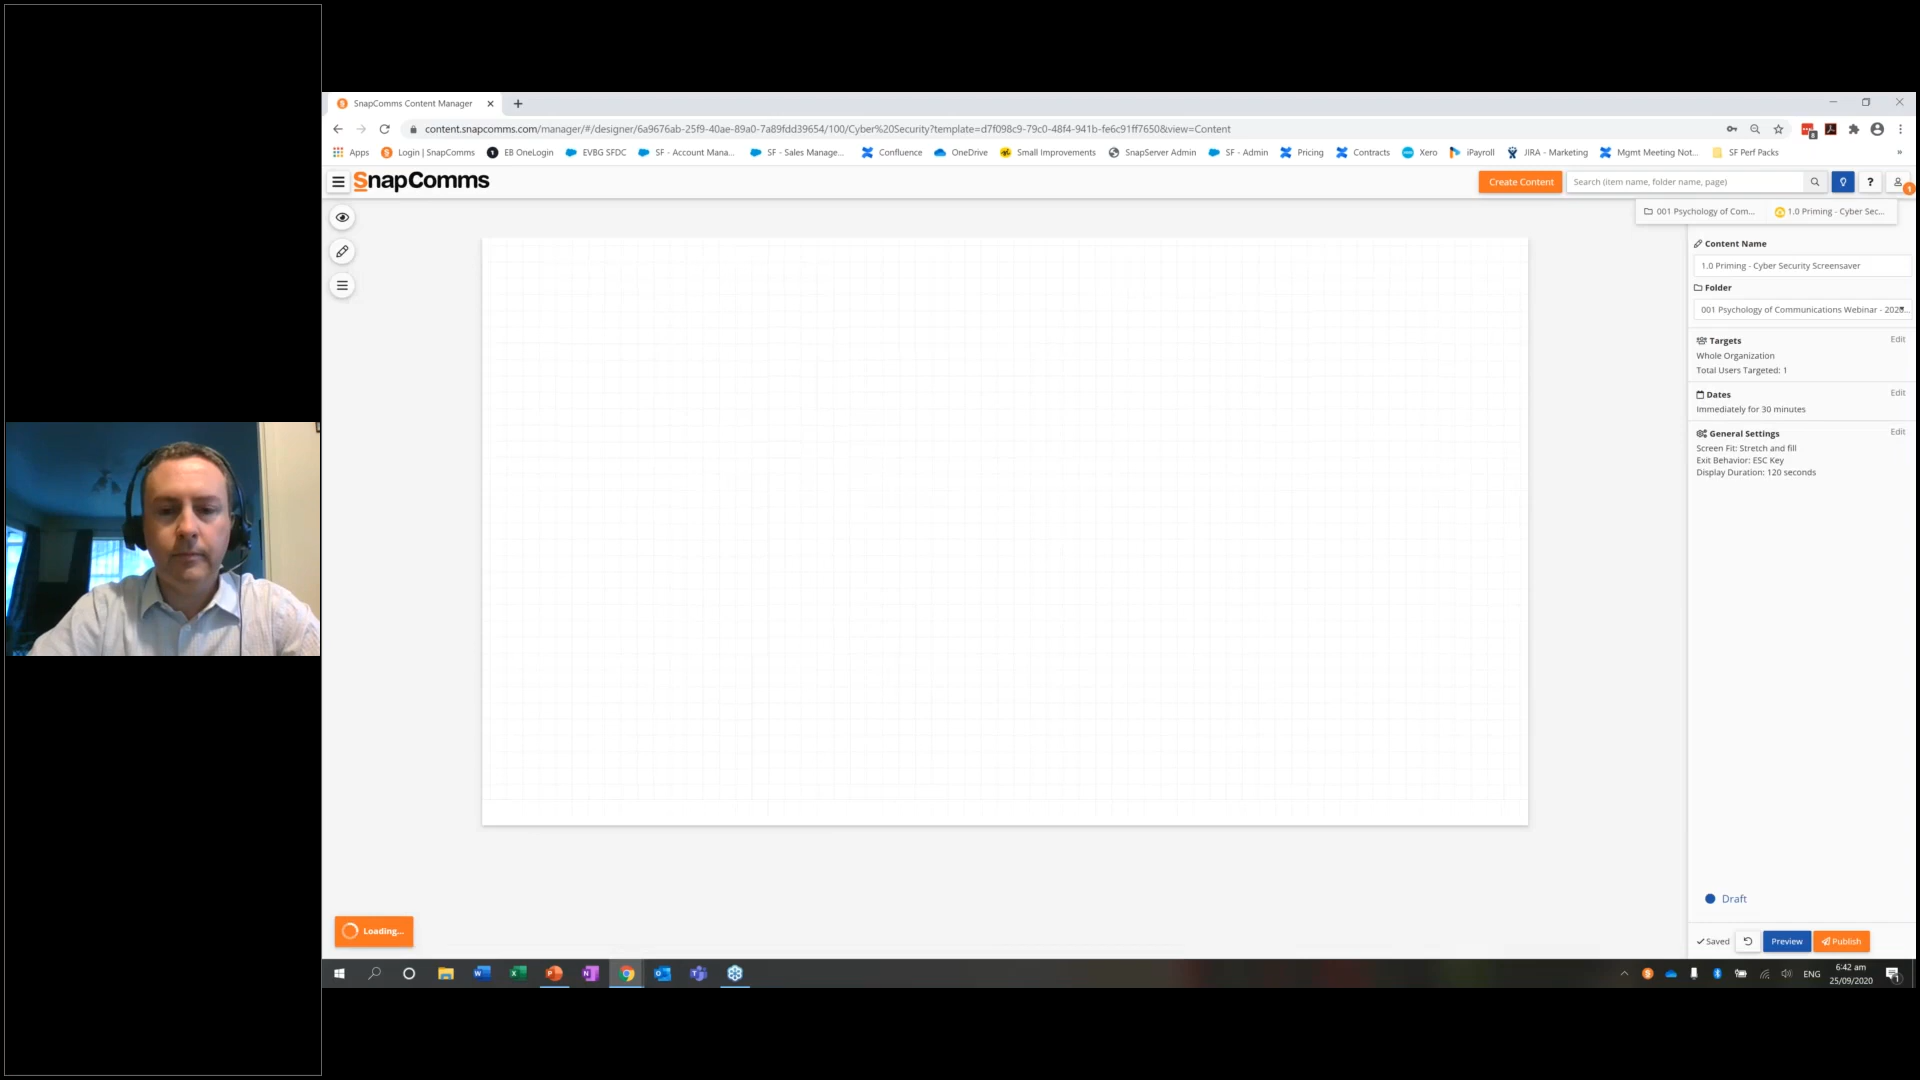 SnapComms Content Manager
content.snapcomms.com/manager/#/designer/6a9676ab-25f9-40ae-89a0-7a89fdd39654/100/Cyber%20Security?template=d7f098c9-79c0-48f4-941b-fe6c91ff7650&view=Content
Apps Login | SnapComms EB OneLogin EVBG SFDC SF - Account Mana... SF - Sales Manage... Confluence OneDrive Small Improvements SnapServer Admin SF - Admin Pricing Contracts Xero iPayroll JIRA - Marketing Mgmt Meeting Not... SF Perf Packs »
SnapComms Create Content Search (item name, folder name, page) ? 1
001 Psychology of Com... 1.0 Priming - Cyber Sec...
Content Name
1.0 Priming - Cyber Security Screensaver
Folder
001 Psychology of Communications Webinar - 2020...
Targets Edit
Whole Organization
Total Users Targeted: 1
Dates Edit
Immediately for 30 minutes
General Settings Edit
Screen Fit: Stretch and fill
Exit Behavior: ESC Key
Display Duration: 120 seconds
Draft
Loading...
Saved Preview Publish
ENG 6:42 am
25/09/2020